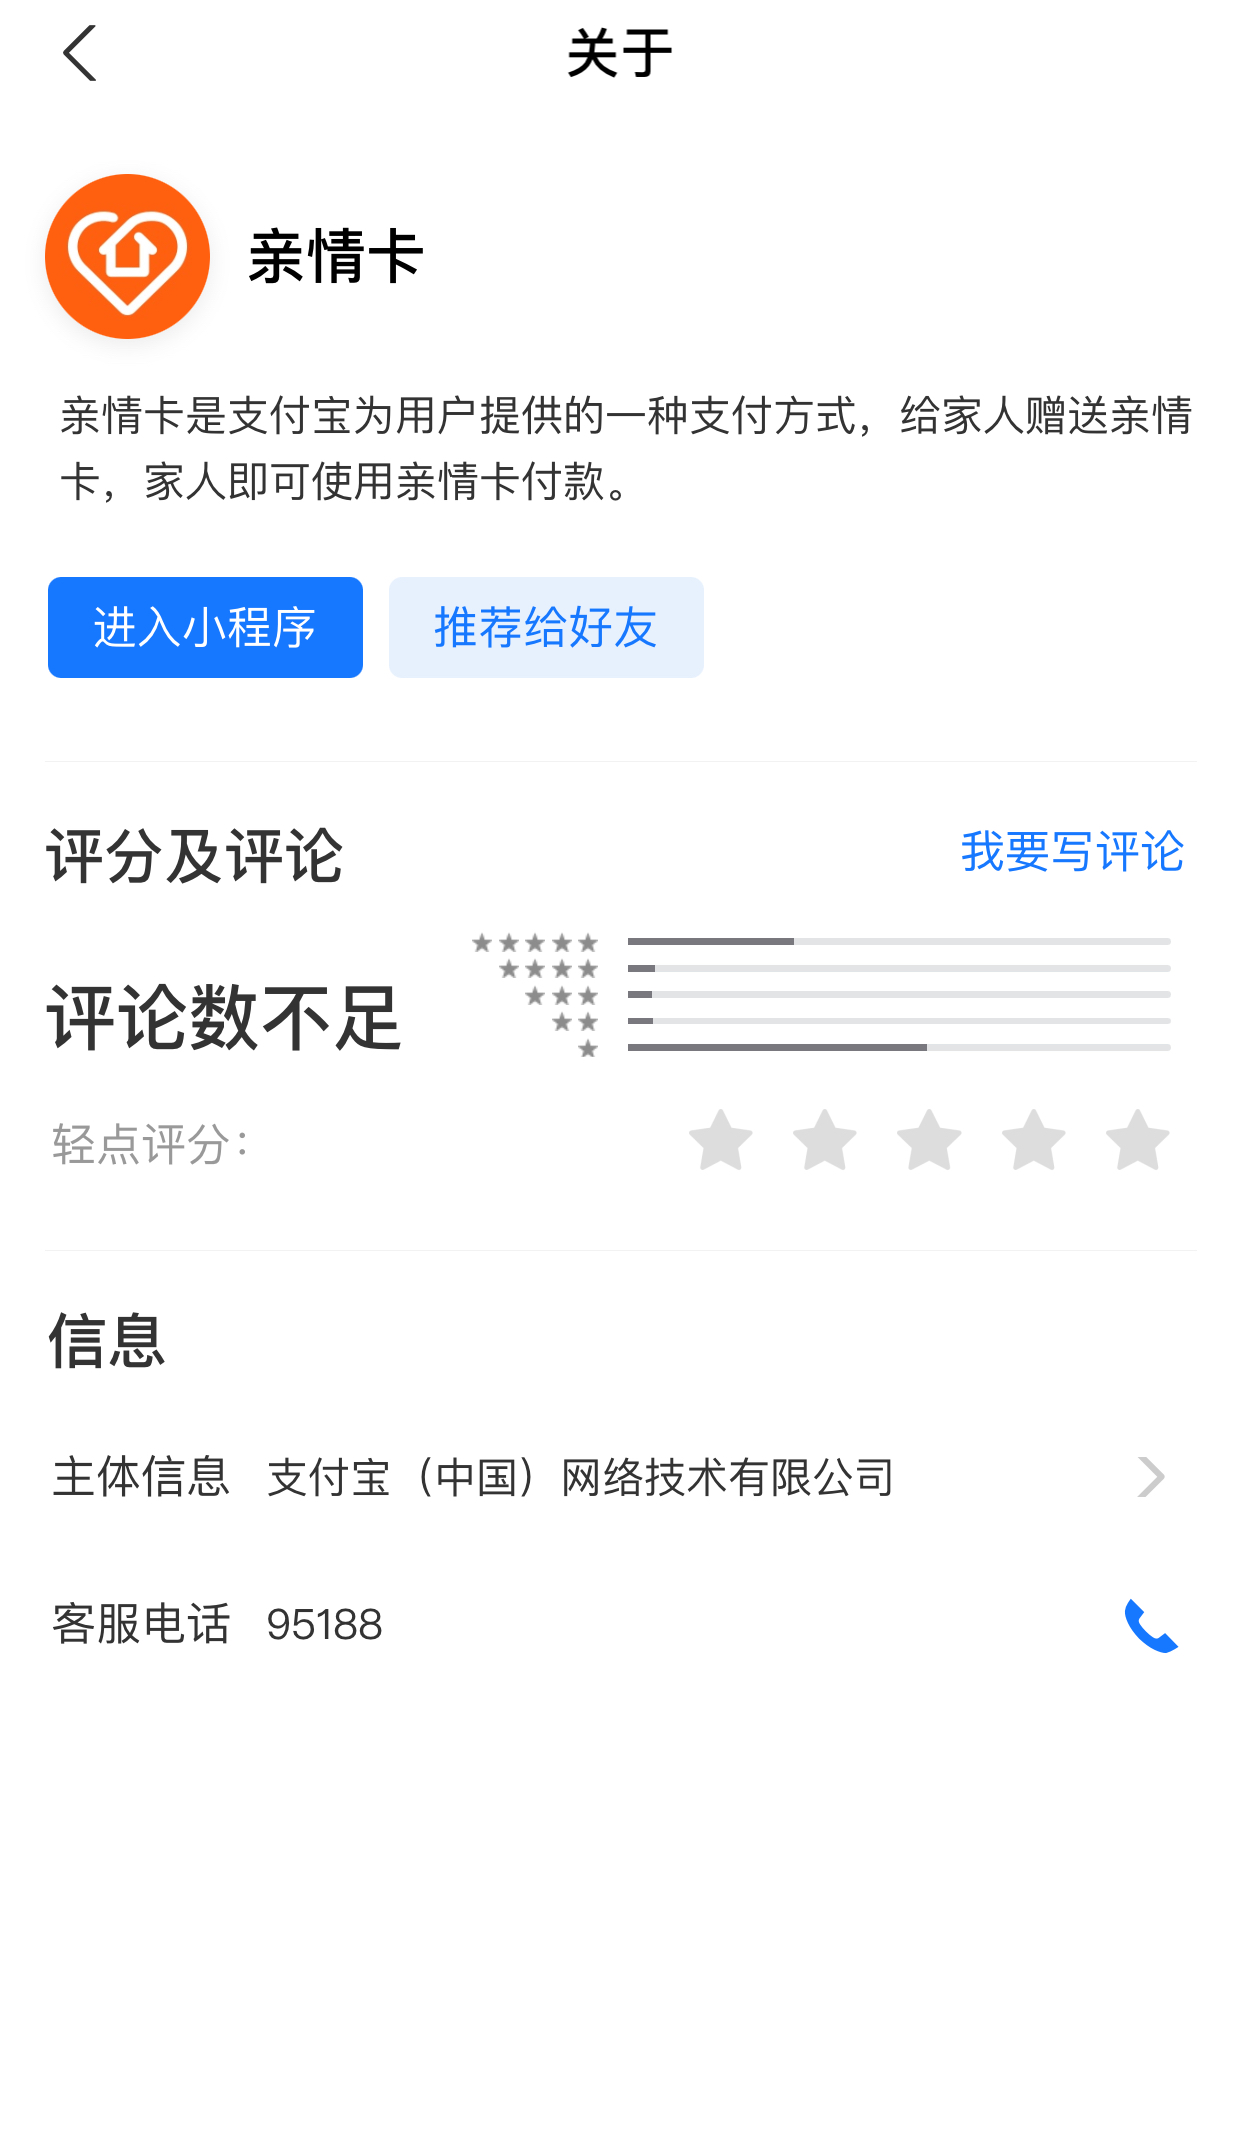 关于
亲情卡
亲情卡是支付宝为用户提供的一种支付方式，给家人赠送亲情
卡，家人即可使用亲情卡付款。
进入小程序 推荐给好友
评分及评论 我要写评论
评论数不足
轻点评分：
信息
主体信息 支付宝（中国）网络技术有限公司
客服电话 95188